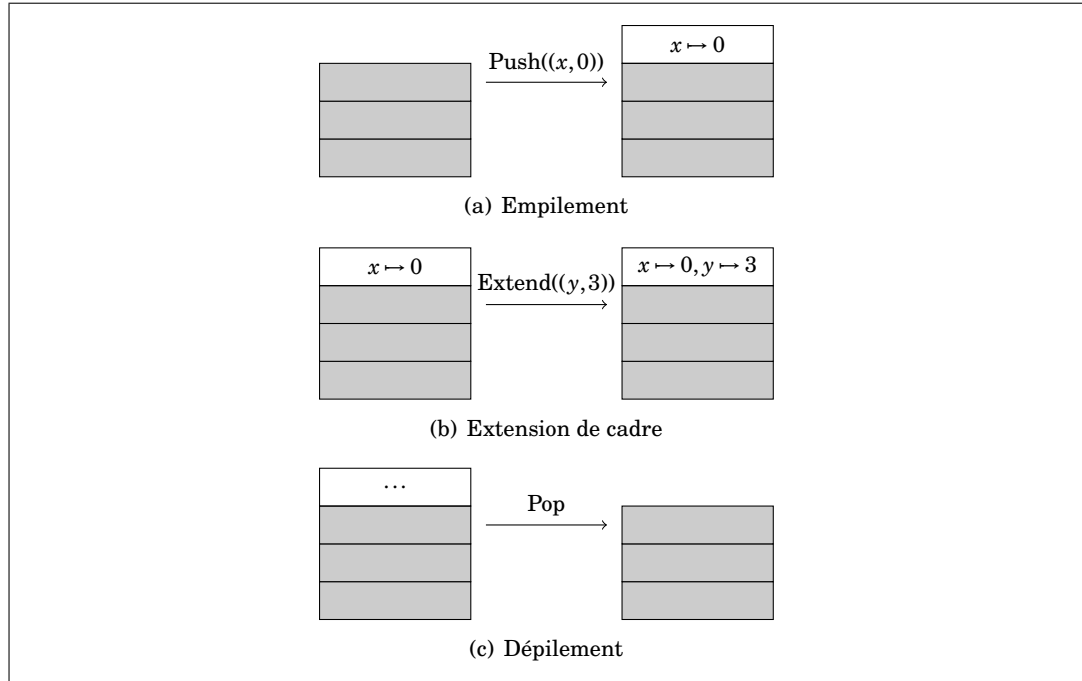 x ↦ 0
Push((x,0))
(a) Empilement
x ↦ 0
Extend((y,3))
x ↦ 0, y ↦ 3
(b) Extension de cadre
···
Pop
(c) Dépilement